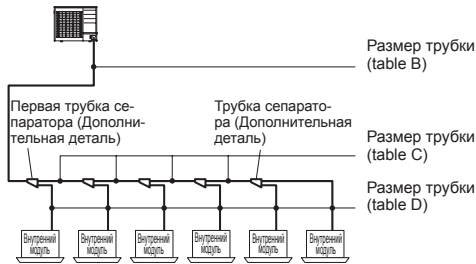 Размер трубки
(table B)
Первая трубка се-
паратора (Дополни-
тельная деталь)
Трубка сепарато-
ра (Дополнительная
деталь)
Размер трубки
(table C)
Размер трубки
(table D)
Внутренний
модуль
Внутренний
модуль
Внутренний
модуль
Внутренний
модуль
Внутренний
модуль
Внутренний
модуль